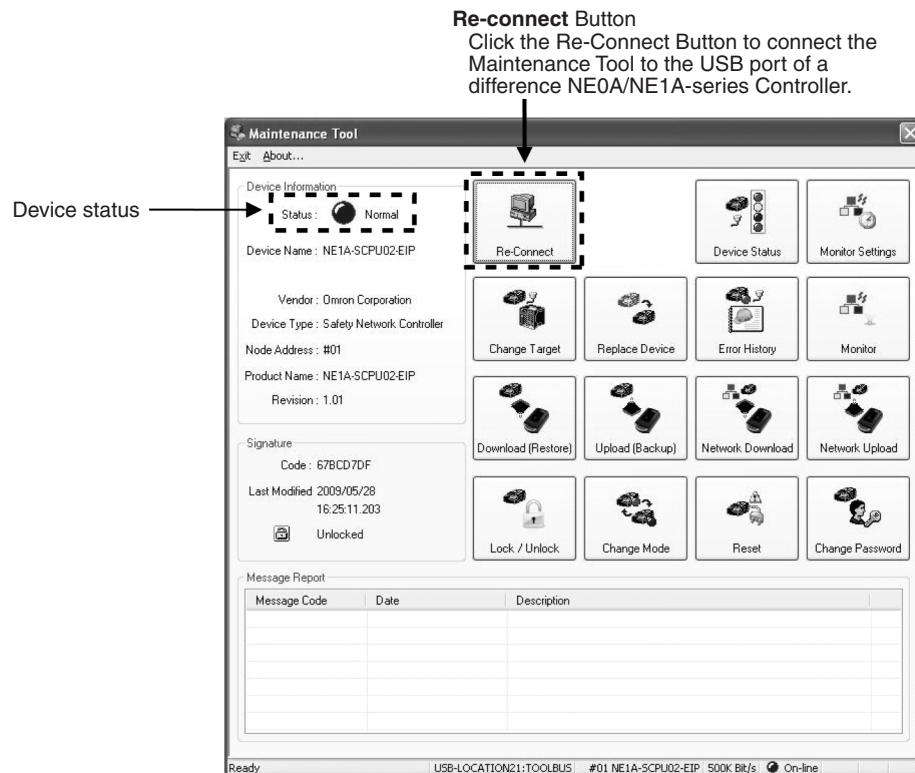 Re-connect Button
Click the Re-Connect Button to connect the
Maintenance Tool to the USB port of a
difference NE0A/NE1A-series Controller.
Maintenance Tool
Exit About...
Device Information
Device status
Status : Normal
Device Name : NE1A-SCPU02-EIP
Vendor : Omron Corporation
Device Type : Safety Network Controller
Node Address : #01
Product Name : NE1A-SCPU02-EIP
Revision : 1.01
Signature
Code : 67BCD7DF
Last Modified 2009/05/28
16:25:11.203
Unlocked
Re-Connect
Device Status
Monitor Settings
Change Target
Replace Device
Error History
Monitor
Download (Restore)
Upload (Backup)
Network Download
Network Upload
Lock / Unlock
Change Mode
Reset
Change Password
Message Report
Message Code Date Description
Ready USB-LOCATION21:TOOLBUS #01 NE1A-SCPU02-EIP 500K Bit/s On-line